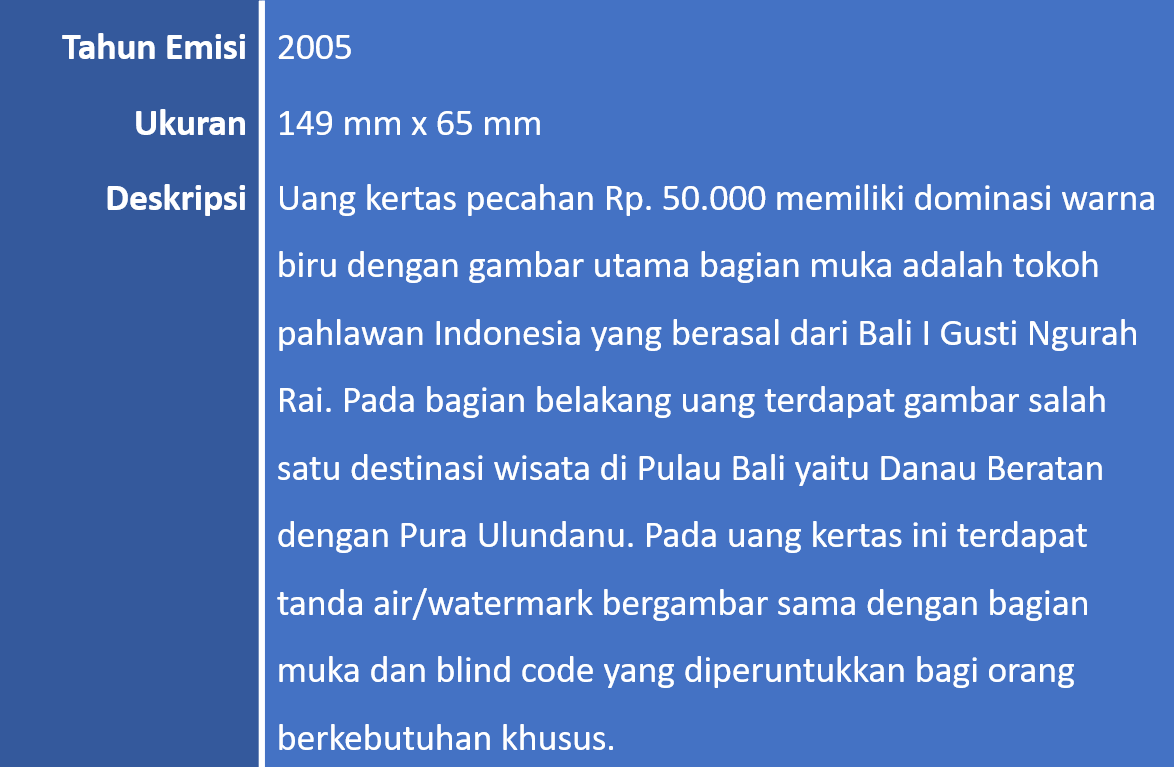 Tahun Emisi 2005
Ukuran 149 mm x 65 mm
Deskripsi Uang kertas pecahan Rp. 50.000 memiliki dominasi warna
biru dengan gambar utama bagian muka adalah tokoh
pahlawan Indonesia yang berasal dari Bali I Gusti Ngurah
Rai. Pada bagian belakang uang terdapat gambar salah
satu destinasi wisata di Pulau Bali yaitu Danau Beratan
dengan Pura Ulundanu. Pada uang kertas ini terdapat
tanda air/watermark bergambar sama dengan bagian
muka dan blind code yang diperuntukkan bagi orang
berkebutuhan khusus.